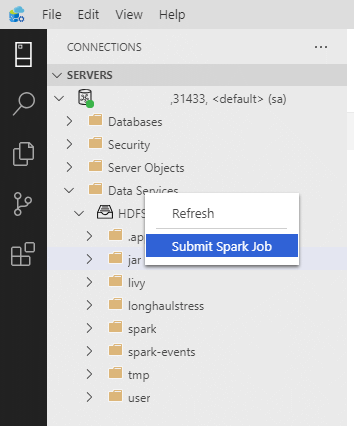 File Edit View Help
CONNECTIONS
SERVERS
,31433, <default> (sa)
Databases
Security
Server Objects
Data Services
HDFS
Refresh
.ap
Submit Spark Job
jar
livy
longhaulstress
spark
spark-events
tmp
user